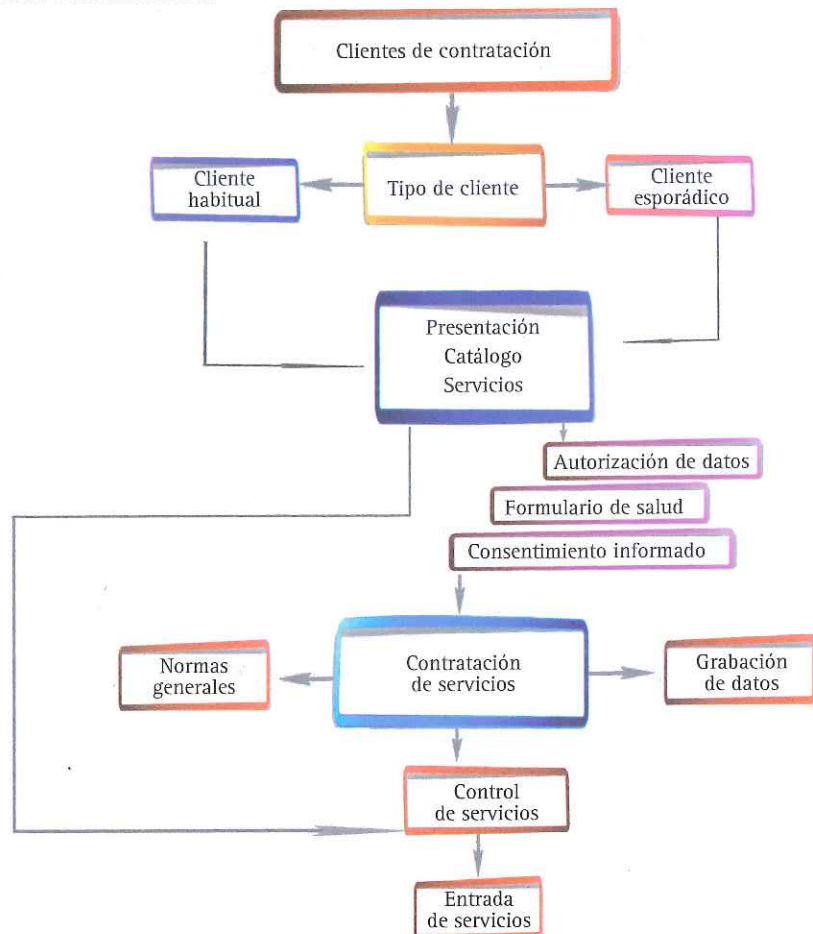 Clientes de contratación
Cliente
habitual
Tipo de cliente
Cliente
esporádico
Presentación
Catálogo
Servicios
Autorización de datos
Formulario de salud
Consentimiento informado
Normas
generales
Contratación
de servicios
Grabación
de datos
Control
de servicios
Entrada
de servicios